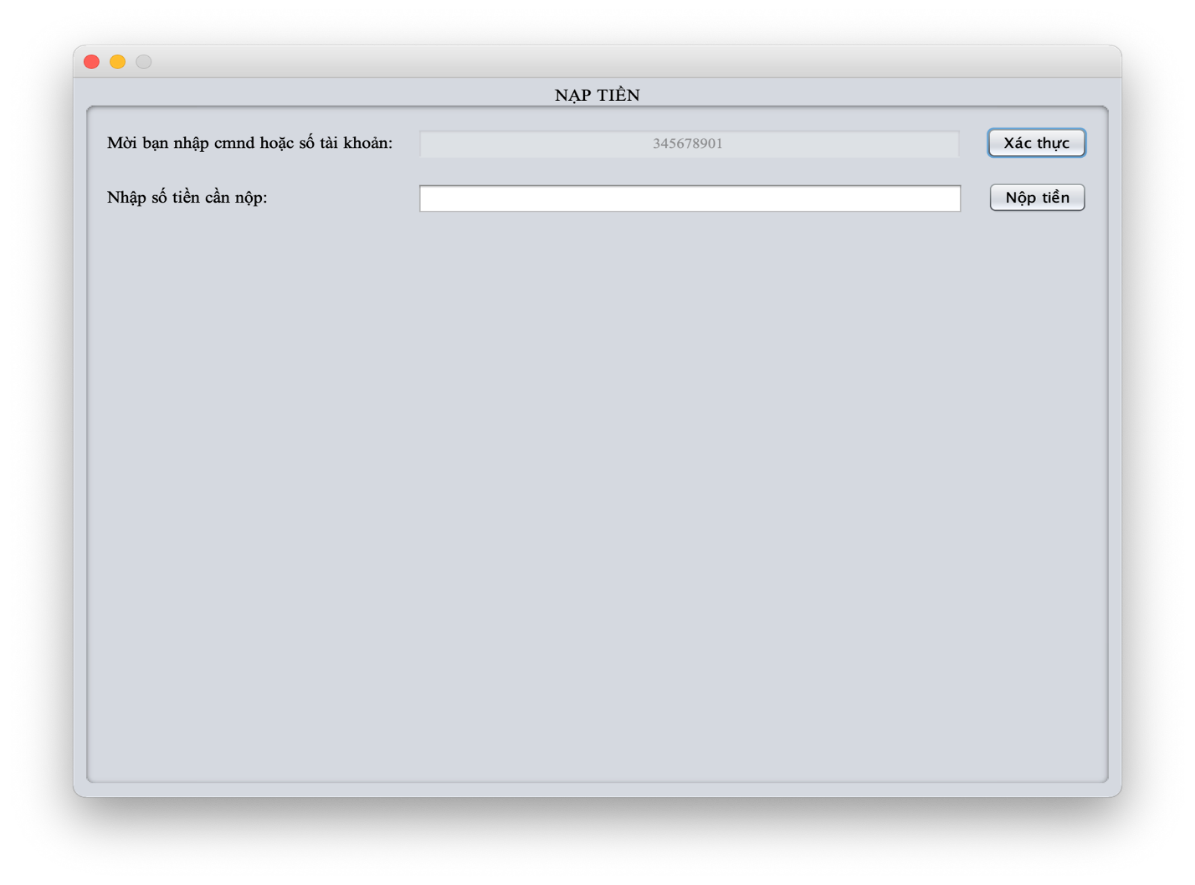 NẠP TIỀN
Mời bạn nhập cmnd hoặc số tài khoản: 345678901 Xác thực
Nhập số tiền cần nộp: Nộp tiền